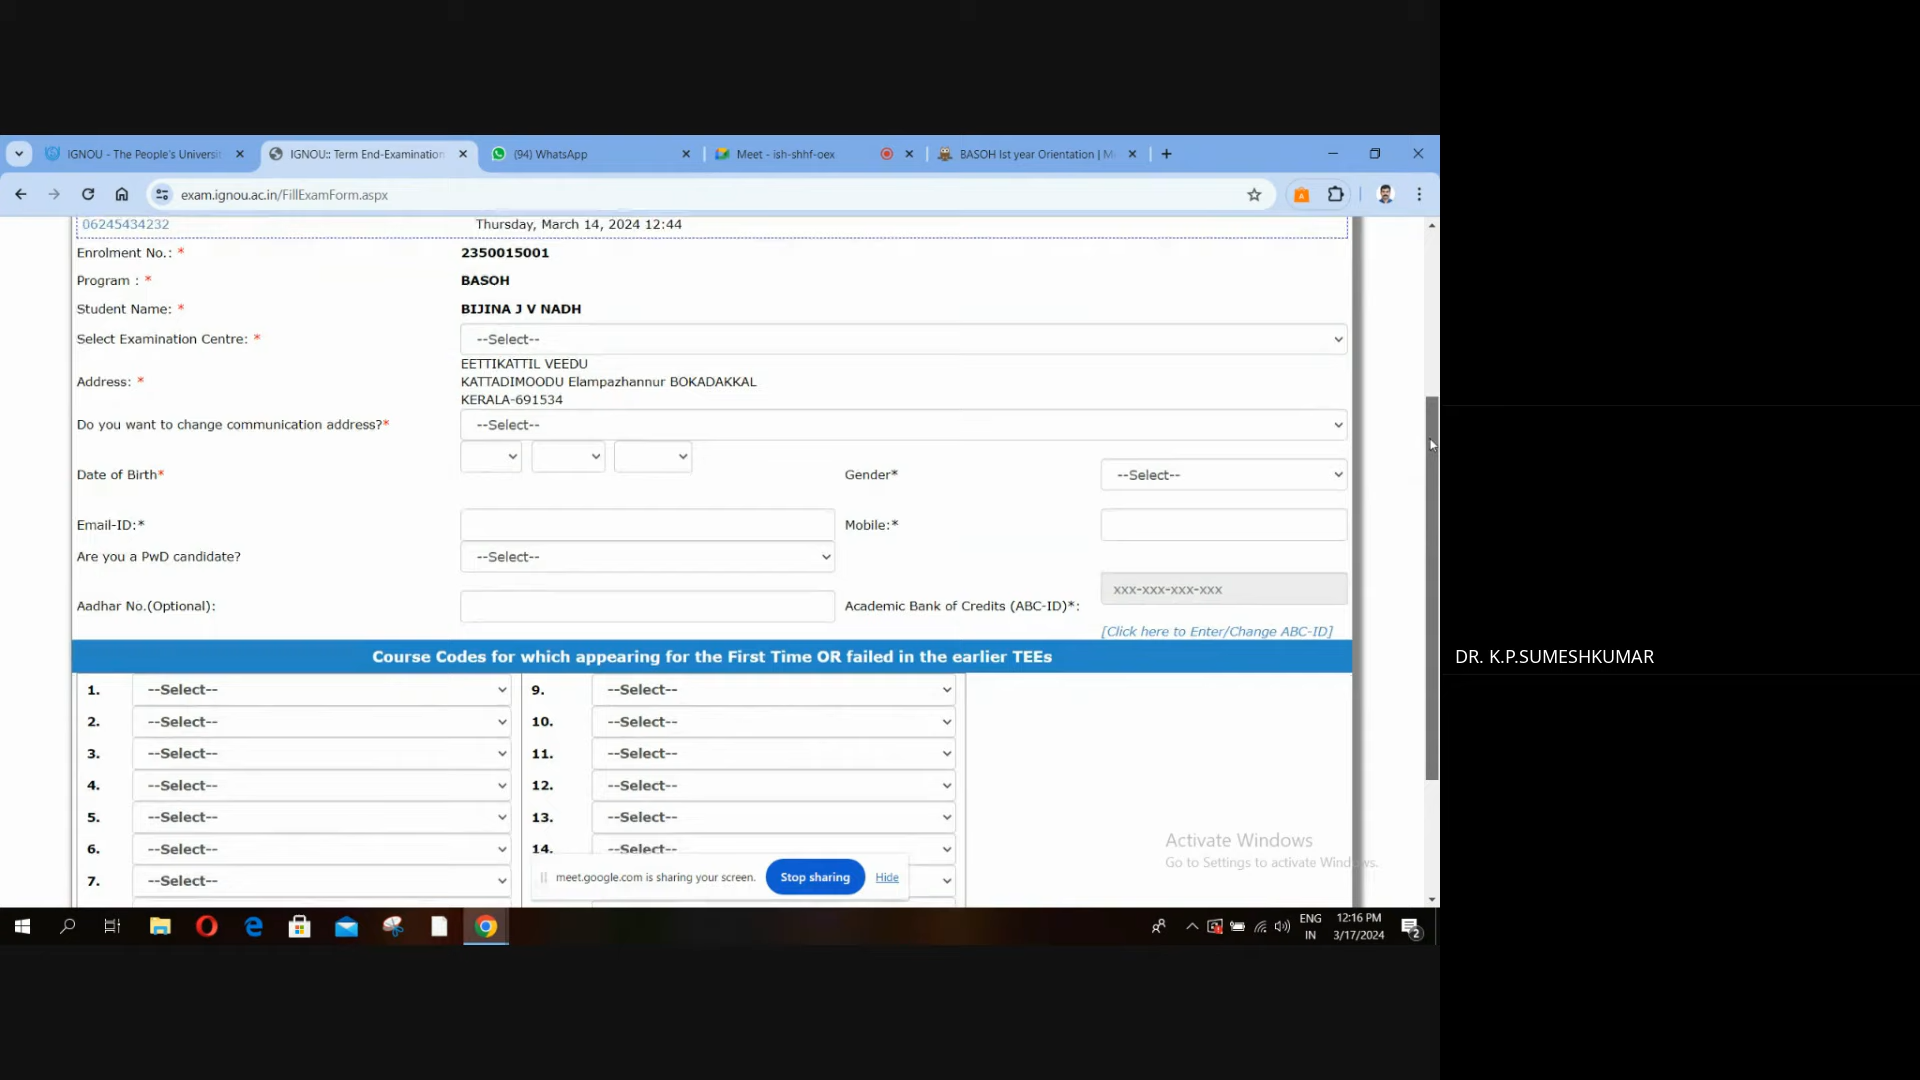 IGNOU - The People's Universit
IGNOU:: Term End-Examination
(94) WhatsApp
Meet - ish-shhf-oex
BASOH Ist year Orientation | M
exam.ignou.ac.in/FillExamForm.aspx
06245434232 Thursday, March 14, 2024 12:44
Enrolment No.: * 2350015001
Program : * BASOH
Student Name: * BIJINA J V NADH
Select Examination Centre: * --Select--
EETTIKATTIL VEEDU
Address: * KATTADIMOODU Elampazhannur BOKADAKKAL
KERALA-691534
Do you want to change communication address?* --Select--
Date of Birth* Gender* --Select--
Email-ID:* Mobile:*
Are you a PwD candidate? --Select--
xxx-xxx-xxx-xxx
Aadhar No.(Optional): Academic Bank of Credits (ABC-ID)*:
[Click here to Enter/Change ABC-ID]
Course Codes for which appearing for the First Time OR failed in the earlier TEEs
1. --Select-- 9. --Select--
2. --Select-- 10. --Select--
3. --Select-- 11. --Select--
4. --Select-- 12. --Select--
5. --Select-- 13. --Select--
6. --Select-- 14. --Select--
7. --Select--
meet.google.com is sharing your screen. Stop sharing Hide
Activate Windows
Go to Settings to activate Windows.
ENG 12:16 PM
IN 3/17/2024 2
DR. K.P.SUMESHKUMAR